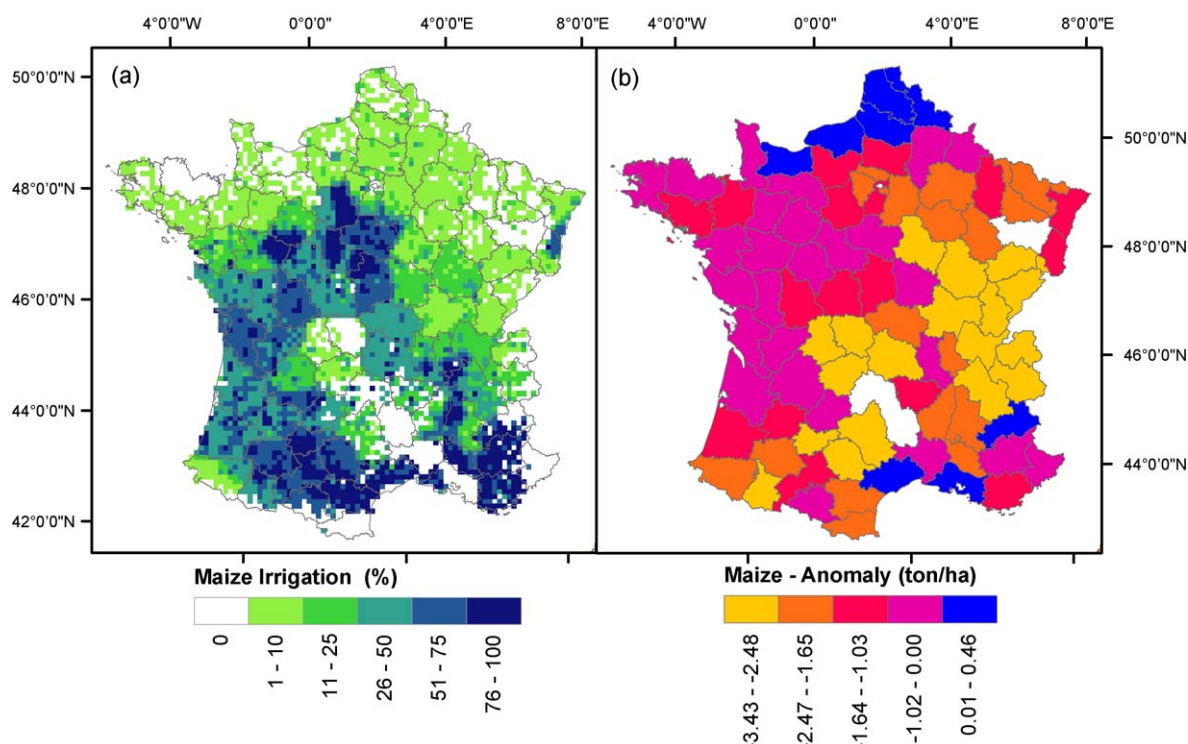 4°0'0"W 0°0'0" 4°0'0"E 8°0'0"E
4°0'0"W 0°0'0" 4°0'0"E 8°0'0"E
(a)
(b)
50°0'0"N
48°0'0"N
46°0'0"N
44°0'0"N
42°0'0"N
50°0'0"N
48°0'0"N
46°0'0"N
44°0'0"N
Maize Irrigation (%)
0
1 - 10
11 - 25
26 - 50
51 - 75
76 - 100
Maize - Anomaly (ton/ha)
-3.43 - -2.48
-2.47 - -1.65
-1.64 - -1.03
-1.02 - 0.00
0.01 - 0.46